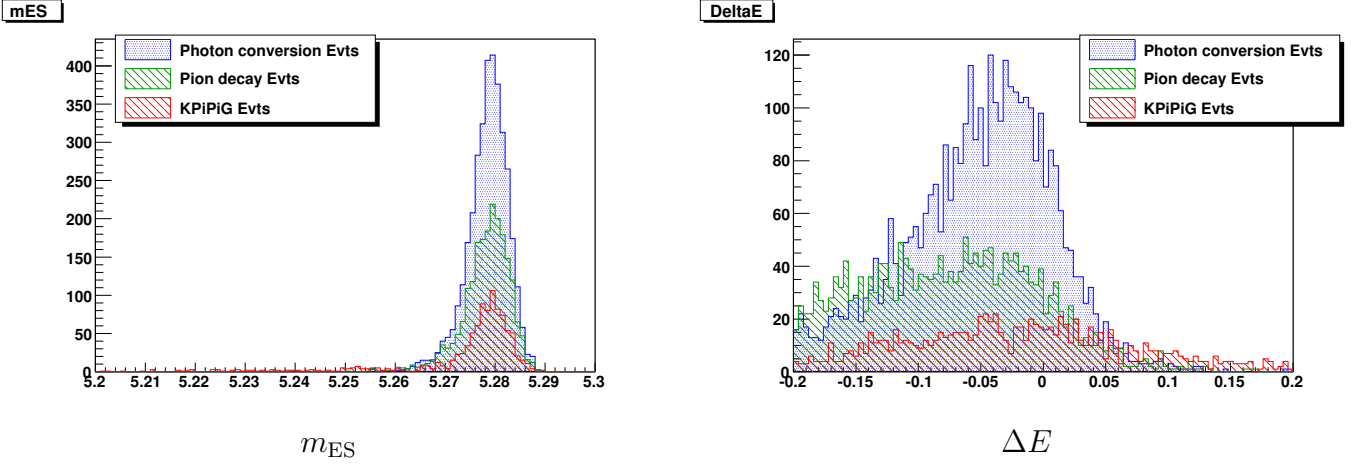 mES
Photon conversion Evts
Pion decay Evts
KPiPiG Evts
400
350
300
250
200
150
100
50
0
5.2 5.21 5.22 5.23 5.24 5.25 5.26 5.27 5.28 5.29 5.3
m_ES
DeltaE
Photon conversion Evts
Pion decay Evts
KPiPiG Evts
120
100
80
60
40
20
0
-0.2 -0.15 -0.1 -0.05 0 0.05 0.1 0.15 0.2
ΔE